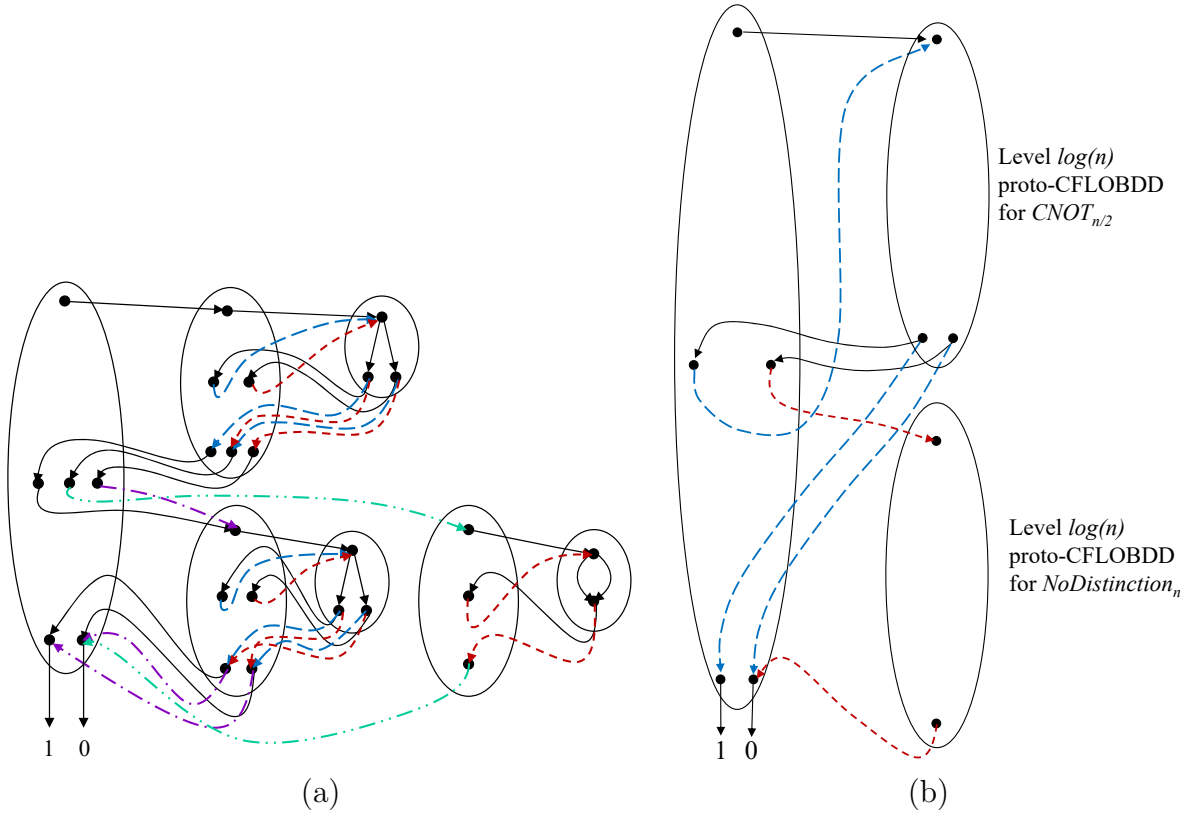 Level log(n)
proto-CFLOBDD
for CNOT_{n/2}
Level log(n)
proto-CFLOBDD
for NoDistinction_n
1 0
1 0
(a)
(b)